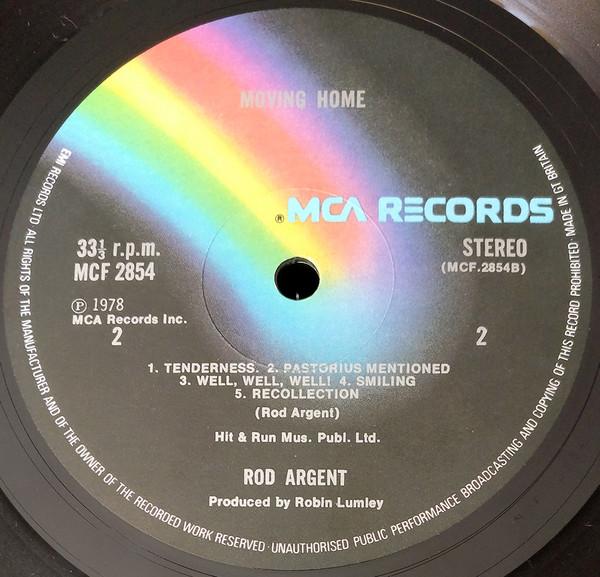 MOVING HOME
® MCA RECORDS
33⅓ r.p.m.
MCF 2854
STEREO
(MCF.2854B)
Ⓟ 1978
MCA Records Inc.
2
2
1. TENDERNESS. 2. PASTORIUS MENTIONED
3. WELL, WELL, WELL! 4. SMILING
5. RECOLLECTION
(Rod Argent)
Hit & Run Mus. Publ. Ltd.
ROD ARGENT
Produced by Robin Lumley
EMI RECORDS LTD ALL RIGHTS OF THE MANUFACTURER AND OF THE OWNER OF THE RECORDED WORK RESERVED · UNAUTHORISED PUBLIC PERFORMANCE BROADCASTING AND COPYING OF THIS RECORD PROHIBITED · MADE IN GT BRITAIN